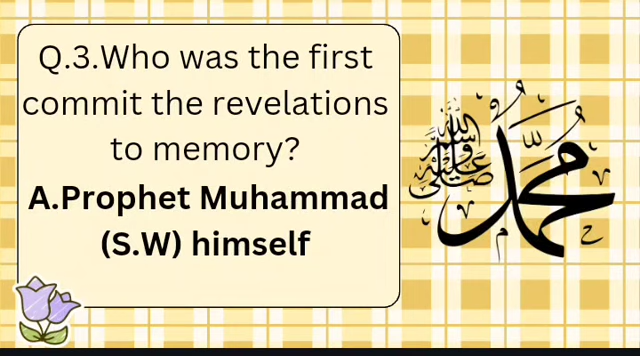 Q.3.Who was the first
commit the revelations
to memory?
A.Prophet Muhammad
(S.W) himself
محمد
صلى الله عليه وسلم